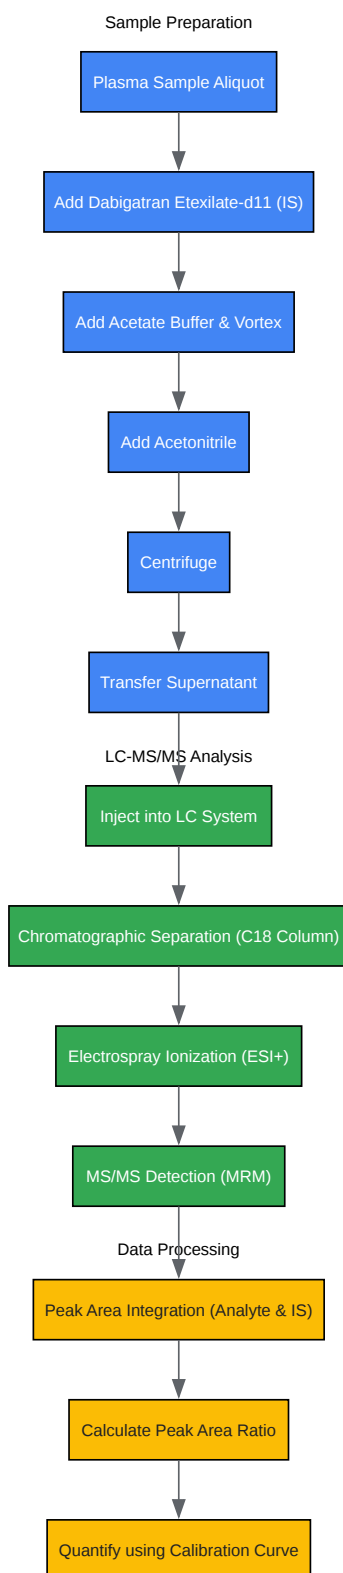 Sample Preparation
Plasma Sample Aliquot
Add Dabigatran Etexilate-d11 (IS)
Add Acetate Buffer & Vortex
Add Acetonitrile
Centrifuge
Transfer Supernatant
LC-MS/MS Analysis
Inject into LC System
Chromatographic Separation (C18 Column)
Electrospray Ionization (ESI+)
MS/MS Detection (MRM)
Data Processing
Peak Area Integration (Analyte & IS)
Calculate Peak Area Ratio
Quantify using Calibration Curve